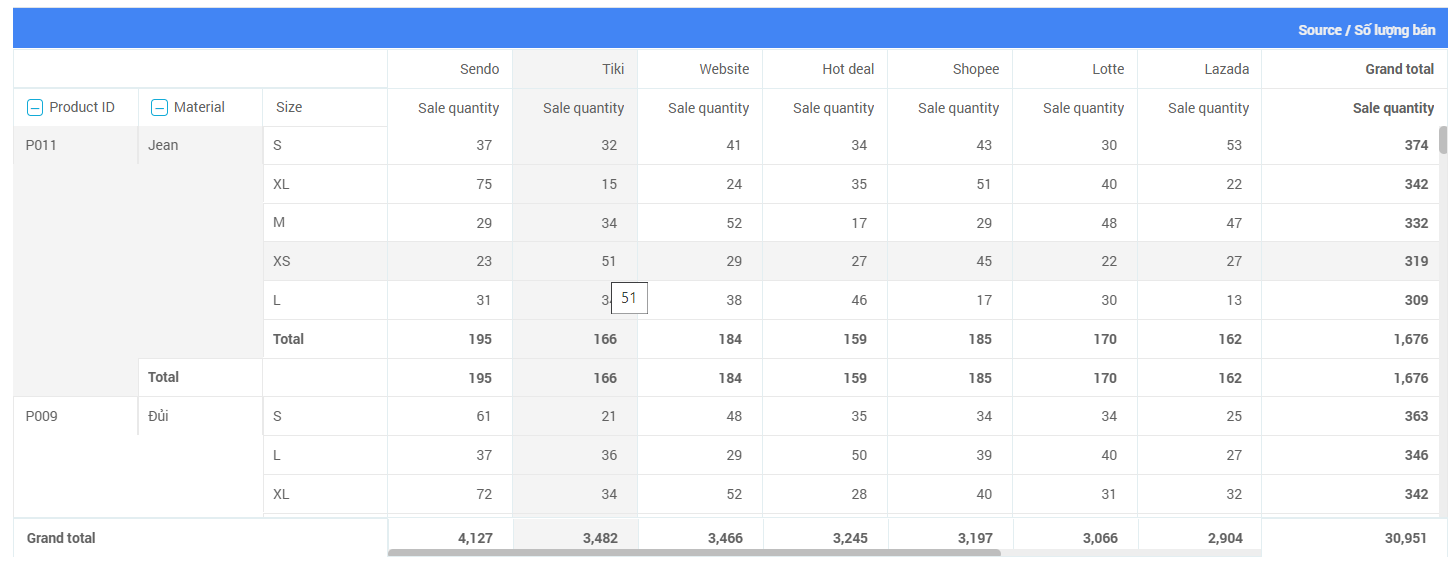 Source / Số lượng bán
Sendo Tiki Website Hot deal Shopee Lotte Lazada Grand total
Product ID Material Size Sale quantity Sale quantity Sale quantity Sale quantity Sale quantity Sale quantity Sale quantity Sale quantity
P011 Jean S 37 32 41 34 43 30 53 374
XL 75 15 24 35 51 40 22 342
M 29 34 52 17 29 48 47 332
XS 23 51 29 27 45 22 27 319
L 31 38 46 17 30 13 309
51
Total 195 166 184 159 185 170 162 1,676
Total 195 166 184 159 185 170 162 1,676
P009 Đủi S 61 21 48 35 34 34 25 363
L 37 36 29 50 39 40 27 346
XL 72 34 52 28 40 31 32 342
Grand total 4,127 3,482 3,466 3,245 3,197 3,066 2,904 30,951